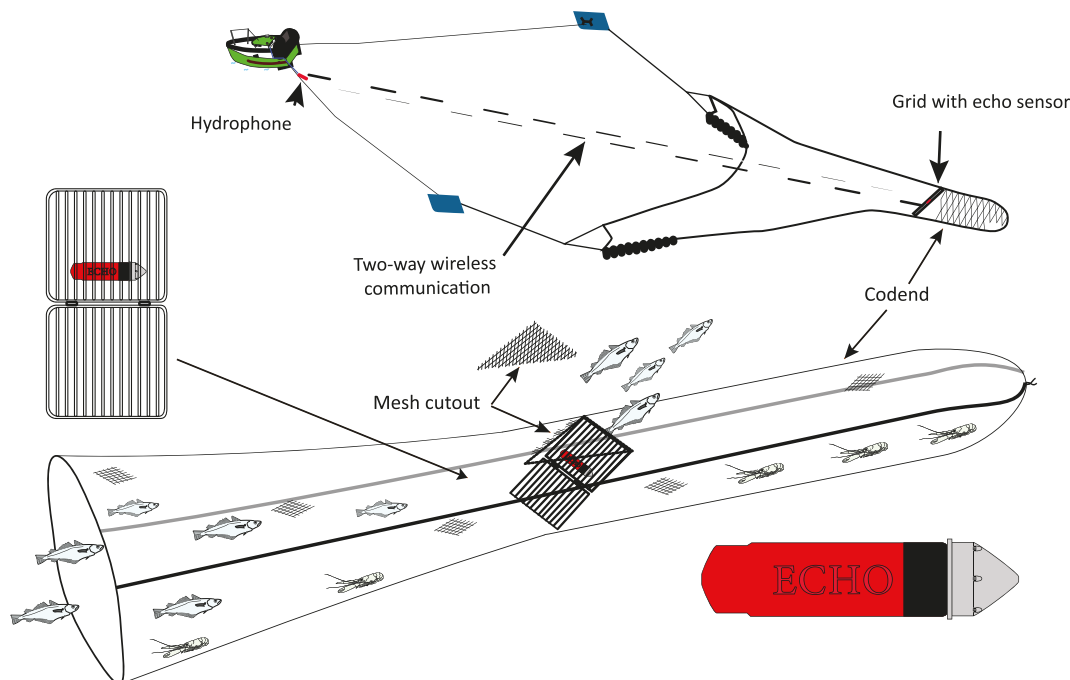 Hydrophone
Grid with echo sensor
Two-way wireless
communication
Codend
ECHO
Mesh cutout
ECHO